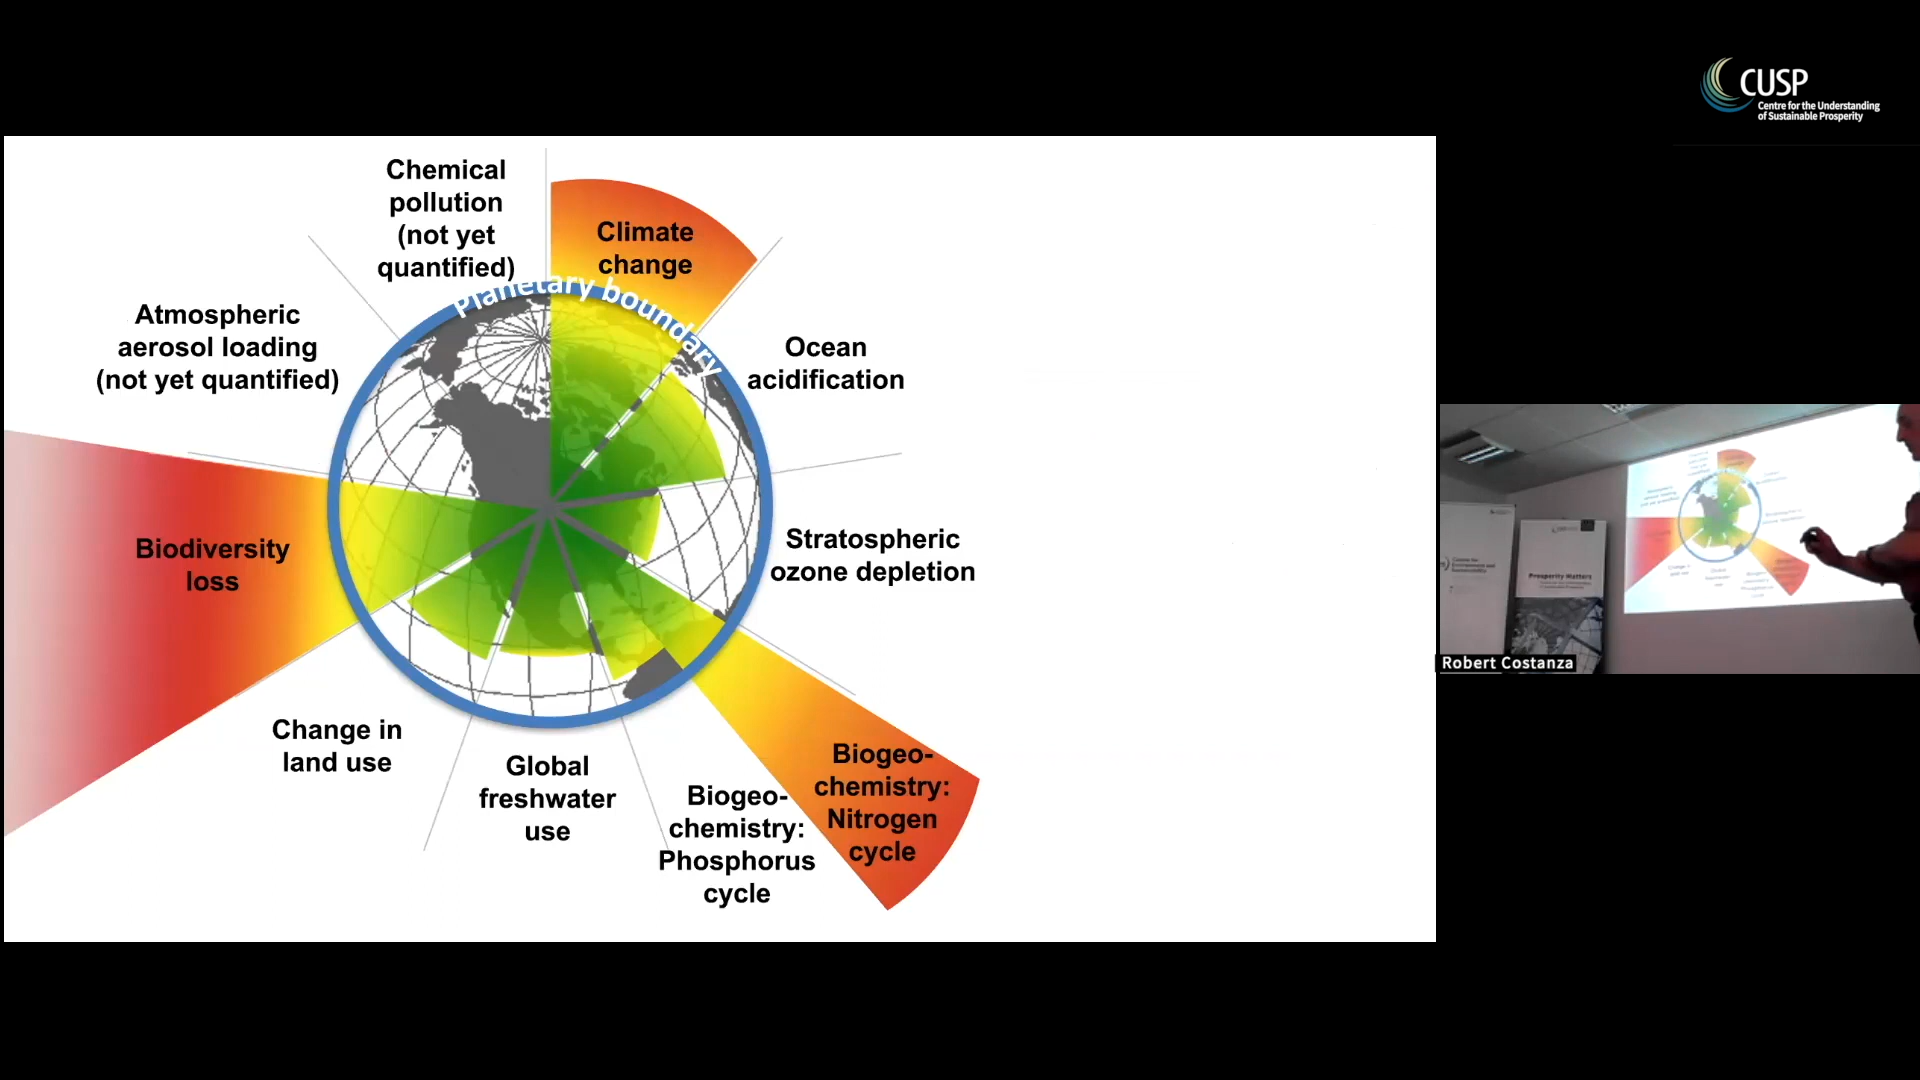 CUSP
Centre for the Understanding
of Sustainable Prosperity
Chemical
pollution
(not yet
quantified)
Climate
change
Planetary boundary
Atmospheric
aerosol loading
(not yet quantified)
Ocean
acidification
Biodiversity
loss
Stratospheric
ozone depletion
Change in
land use
Global
freshwater
use
Biogeo-
chemistry:
Phosphorus
cycle
Biogeo-
chemistry:
Nitrogen
cycle
Prosperity Matters
Robert Costanza